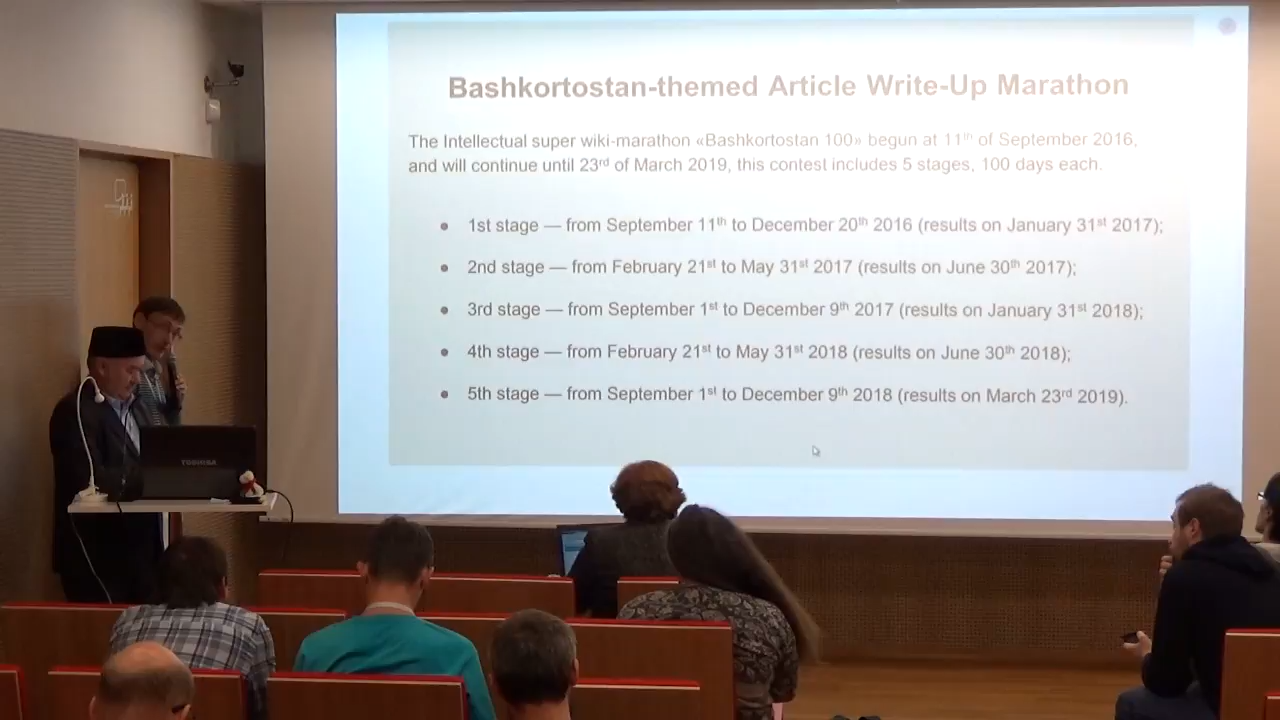 Bashkortostan-themed Article Write-Up Marathon
The Intellectual super wiki-marathon «Bashkortostan 100» begun at 11th of September 2016,
and will continue until 23rd of March 2019, this contest includes 5 stages, 100 days each.
• 1st stage — from September 11th to December 20th 2016 (results on January 31st 2017);
• 2nd stage — from February 21st to May 31st 2017 (results on June 30th 2017);
• 3rd stage — from September 1st to December 9th 2017 (results on January 31st 2018);
• 4th stage — from February 21st to May 31st 2018 (results on June 30th 2018);
• 5th stage — from September 1st to December 9th 2018 (results on March 23rd 2019).
TOSHIBA